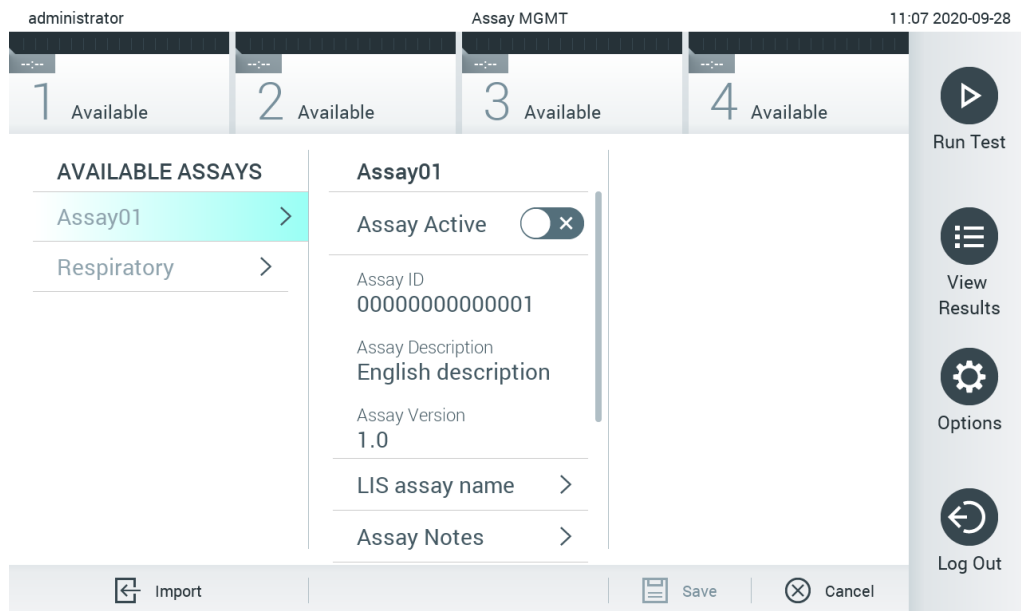 administrator
Assay MGMT
11:07 2020-09-28
--:--
1 Available
--:--
2 Available
--:--
3 Available
--:--
4 Available
AVAILABLE ASSAYS
Assay01
Respiratory
Assay01
Assay Active
Assay ID
00000000000001
Assay Description
English description
Assay Version
1.0
LIS assay name
Assay Notes
Run Test
View
Results
Options
Log Out
Import
Save
Cancel